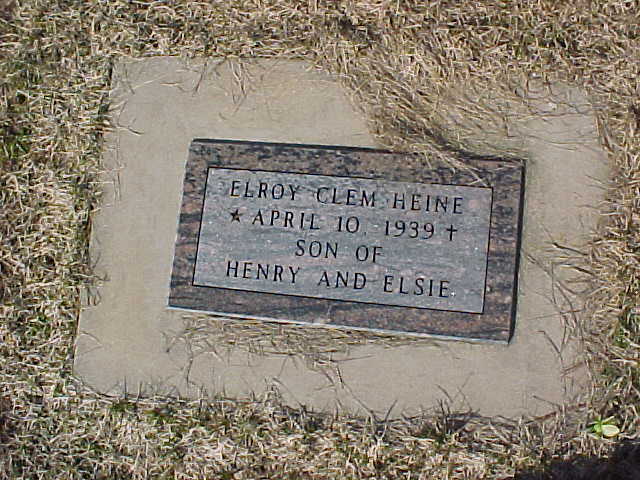 ELROY CLEM HEINE
★ APRIL 10, 1939 ✝
SON OF
HENRY AND ELSIE